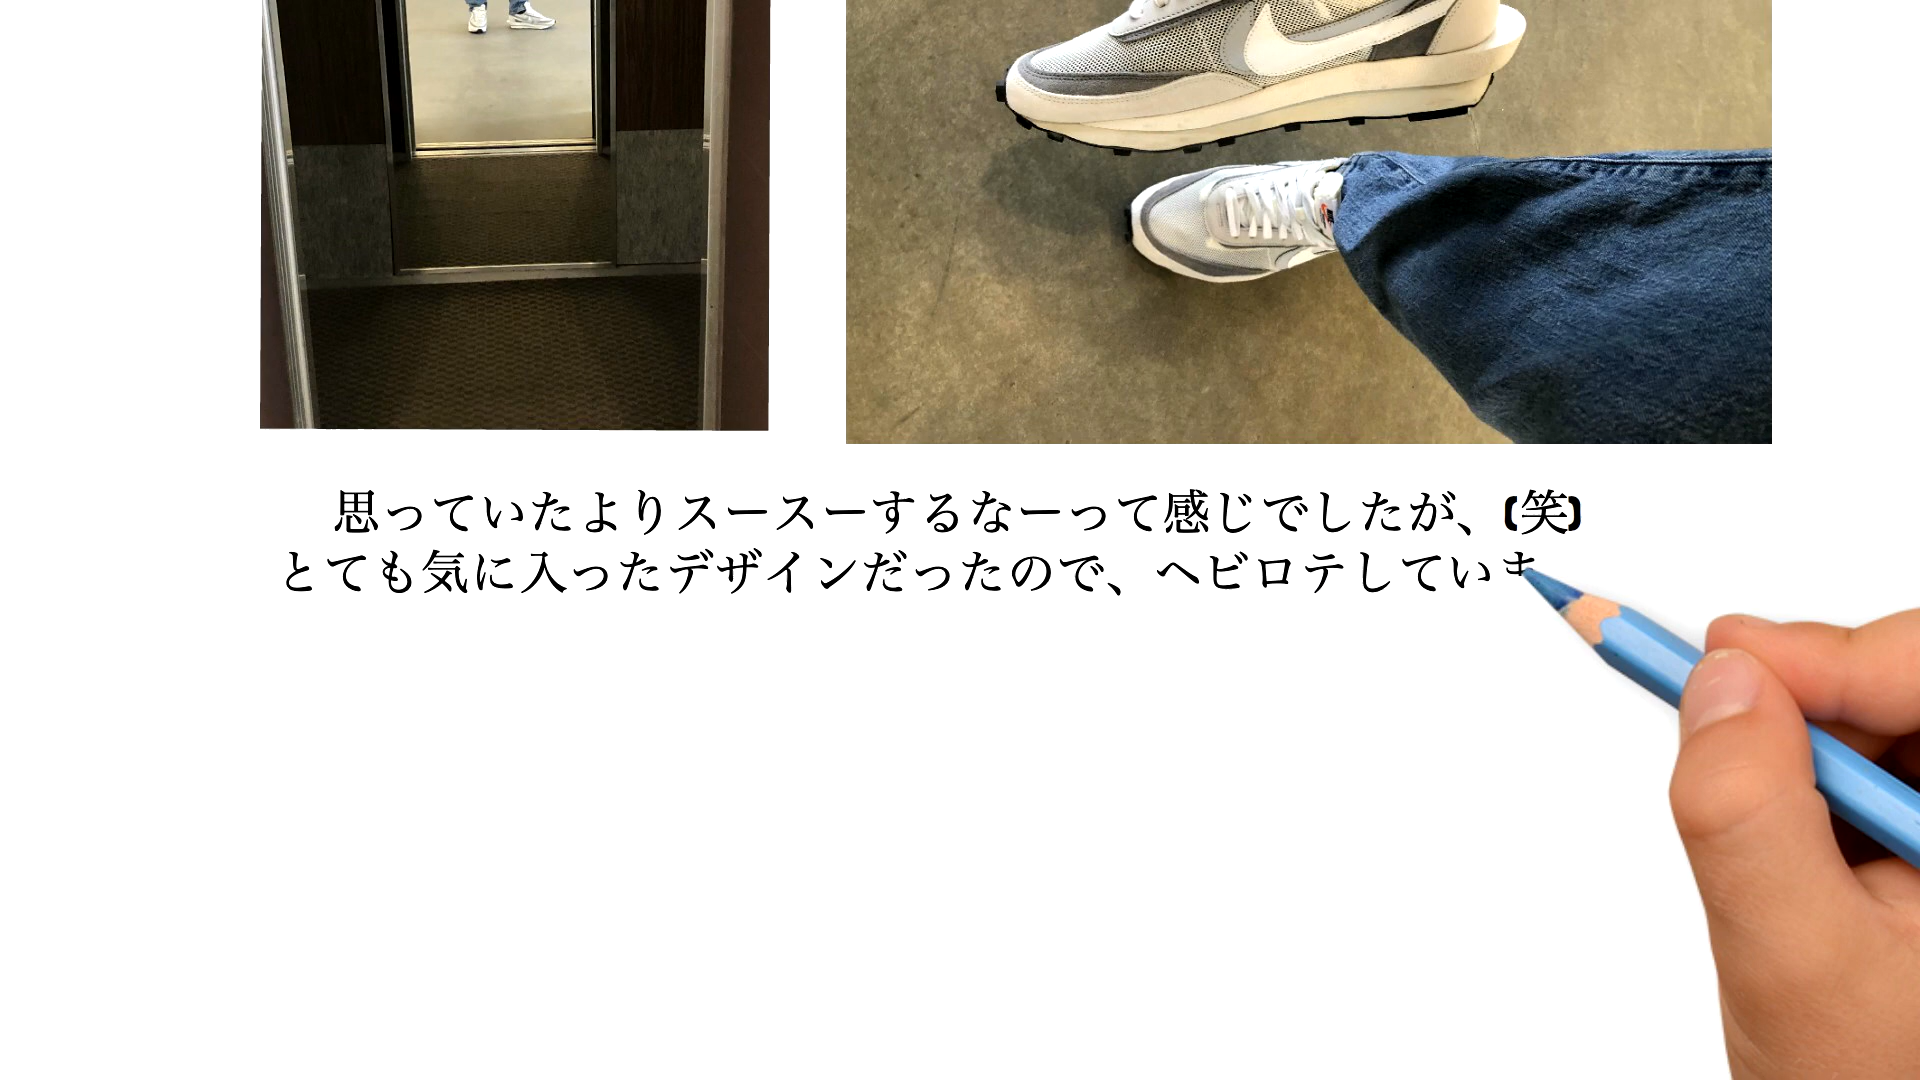 思っていたよりスースーするなーって感じでしたが、(笑)
とても気に入ったデザインだったので、ヘビロテしていま